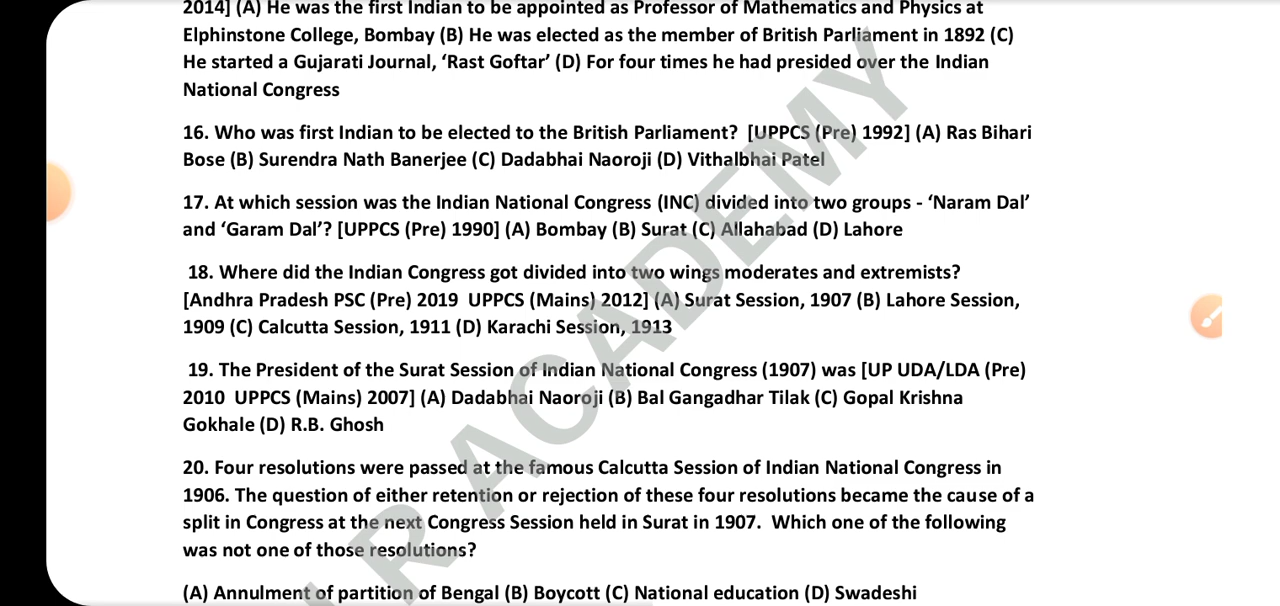 2014] (A) He was the first Indian to be appointed as Professor of Mathematics and Physics at
Elphinstone College, Bombay (B) He was elected as the member of British Parliament in 1892 (C)
He started a Gujarati Journal, ‘Rast Goftar’ (D) For four times he had presided over the Indian
National Congress
16. Who was first Indian to be elected to the British Parliament?  [UPPCS (Pre) 1992] (A) Ras Bihari
Bose (B) Surendra Nath Banerjee (C) Dadabhai Naoroji (D) Vithalbhai Patel
17. At which session was the Indian National Congress (INC) divided into two groups - ‘Naram Dal’
and ‘Garam Dal’? [UPPCS (Pre) 1990] (A) Bombay (B) Surat (C) Allahabad (D) Lahore
18. Where did the Indian Congress got divided into two wings moderates and extremists?
[Andhra Pradesh PSC (Pre) 2019  UPPCS (Mains) 2012] (A) Surat Session, 1907 (B) Lahore Session,
1909 (C) Calcutta Session, 1911 (D) Karachi Session, 1913
19. The President of the Surat Session of Indian National Congress (1907) was [UP UDA/LDA (Pre)
2010  UPPCS (Mains) 2007] (A) Dadabhai Naoroji (B) Bal Gangadhar Tilak (C) Gopal Krishna
Gokhale (D) R.B. Ghosh
20. Four resolutions were passed at the famous Calcutta Session of Indian National Congress in
1906. The question of either retention or rejection of these four resolutions became the cause of a
split in Congress at the next Congress Session held in Surat in 1907.  Which one of the following
was not one of those resolutions?
(A) Annulment of partition of Bengal (B) Boycott (C) National education (D) Swadeshi
R ACADEMY